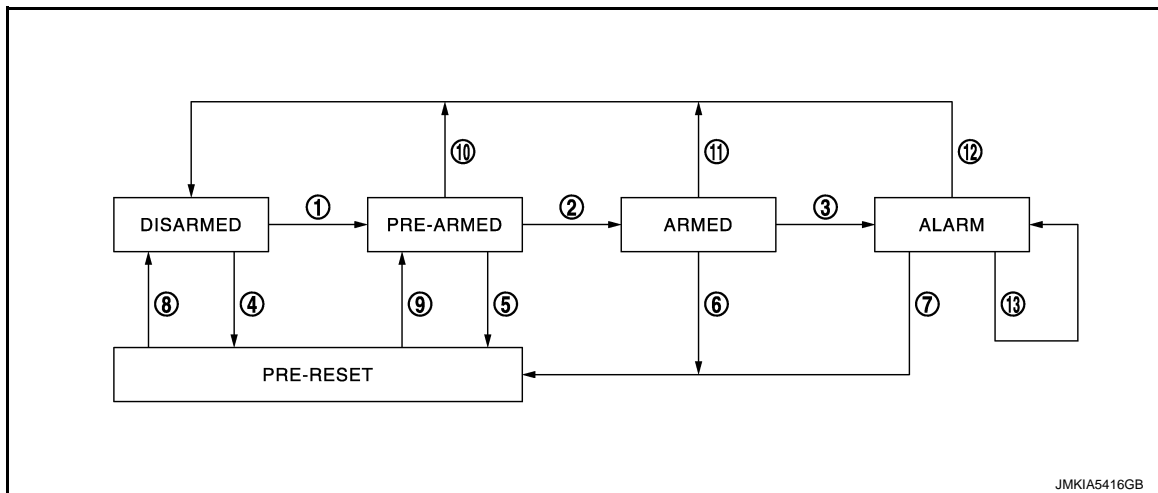 ⑩ ⑪ ⑫
① ② ③
DISARMED PRE-ARMED ARMED ALARM
⑧ ④ ⑨ ⑤ ⑥ ⑦ ⑬
PRE-RESET
JMKIA5416GB